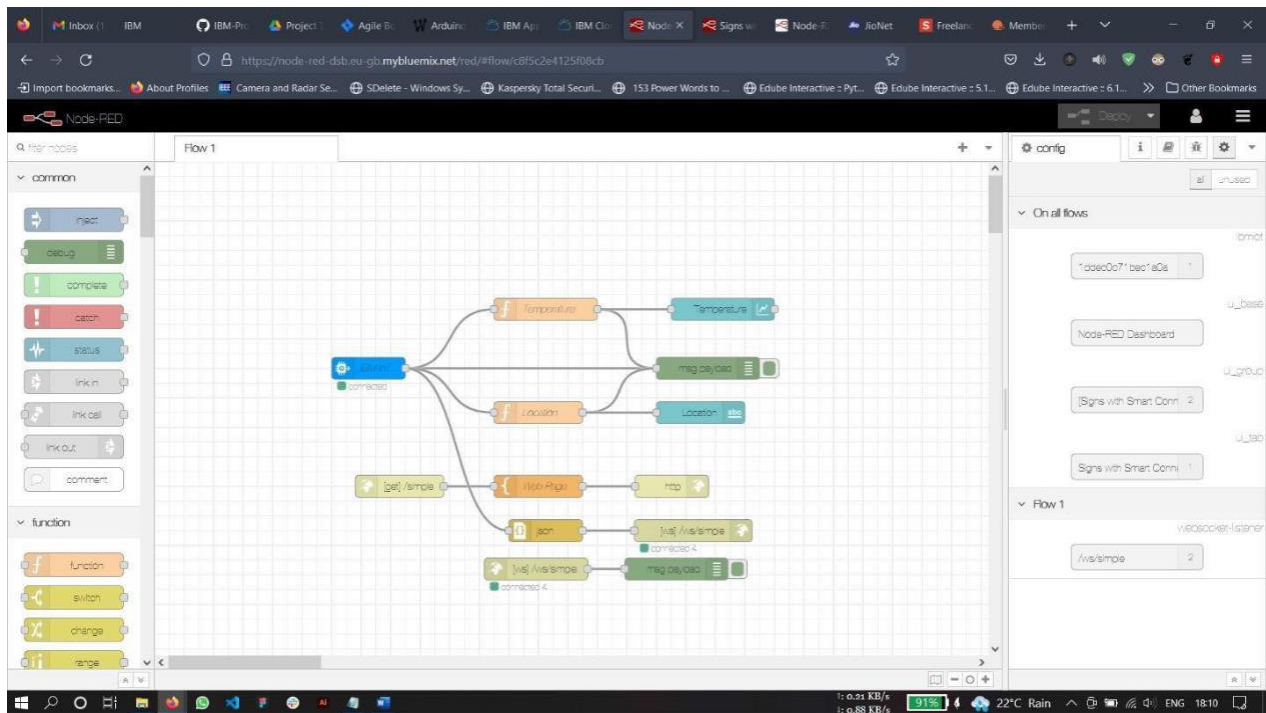 Inbox (1
IBM
IBM-Pro
Project T
Agile Bo
Arduino
IBM App
IBM Clo
Node
Signs wi
Node-R
JioNet
Freelanc
Member
https://node-red-dsb.eu-gb.mybluemix.net/red/#flow/c8f5c2e4125f08cb
Import bookmarks...
About Profiles
Camera and Radar Se...
SDelete - Windows Sy...
Kaspersky Total Securi...
153 Power Words to ...
Edube Interactive :: Pyt...
Edube Interactive :: 5.1...
Edube Interactive :: 6.1...
Other Bookmarks
Node-RED
Deploy
filter nodes
Flow 1
config
all
unused
common
inject
debug
complete
catch
status
link in
link call
link out
comment
function
function
switch
change
range
Temperature
Temperature
connected
msg.payload
Location
Location
abc
[get] /simple
Web Page
http
json
[ws] /ws/simple
connected 4
[ws] /ws/simple
msg.payload
connected 4
On all flows
ibmiot
1
ui_base
Node-RED Dashboard
ui_group
[Signs with Smart Conn 2
ui_tab
Signs with Smart Conn 1
Flow 1
websocket-listener
/ws/simple 2
0.21 KB/s
0.88 KB/s
91%
22°C Rain
ENG
18:10